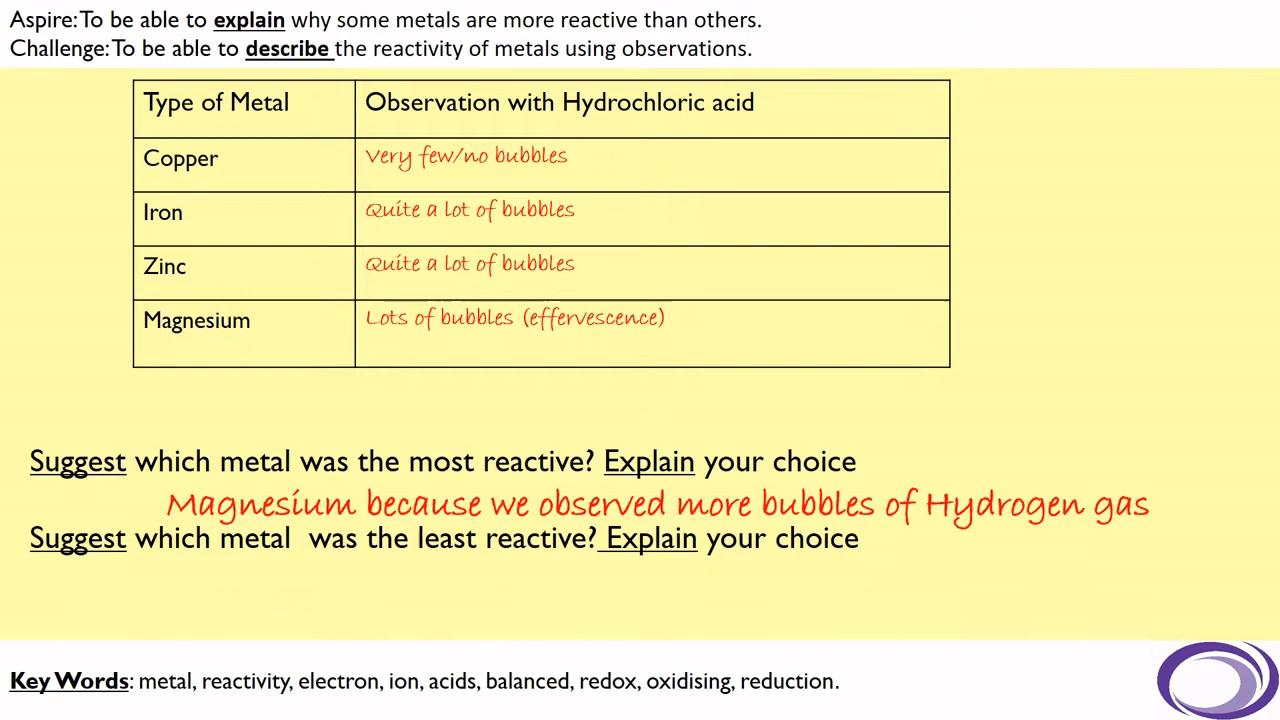 Aspire: To be able to explain why some metals are more reactive than others.
Challenge: To be able to describe the reactivity of metals using observations.
Type of Metal Observation with Hydrochloric acid
Copper Very few/no bubbles
Iron Quite a lot of bubbles
Zinc Quite a lot of bubbles
Magnesium Lots of bubbles (effervescence)
Suggest which metal was the most reactive? Explain your choice
Magnesium because we observed more bubbles of Hydrogen gas
Suggest which metal was the least reactive? Explain your choice
Key Words: metal, reactivity, electron, ion, acids, balanced, redox, oxidising, reduction.